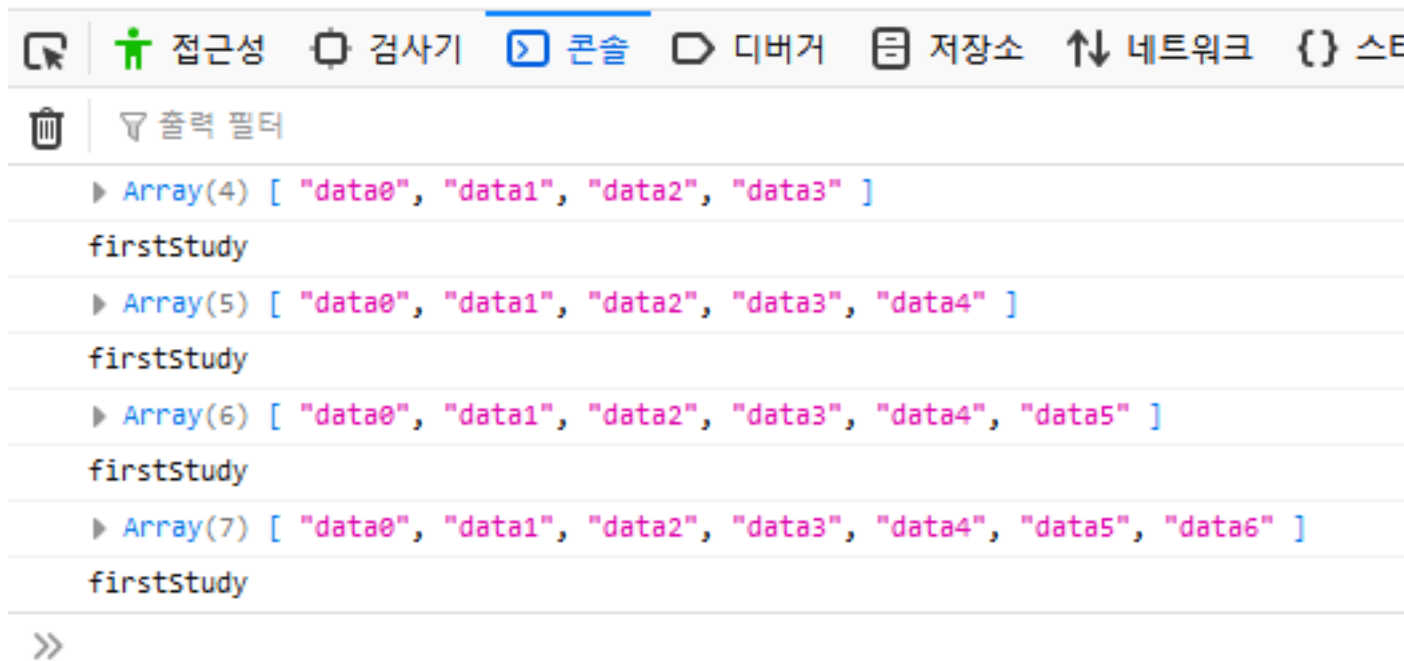 접근성 검사기 콘솔 디버거 저장소 네트워크 {}
출력 필터
Array(4) [ "data0", "data1", "data2", "data3" ]
firstStudy
Array(5) [ "data0", "data1", "data2", "data3", "data4" ]
firstStudy
Array(6) [ "data0", "data1", "data2", "data3", "data4", "data5" ]
firstStudy
Array(7) [ "data0", "data1", "data2", "data3", "data4", "data5", "data6" ]
firstStudy